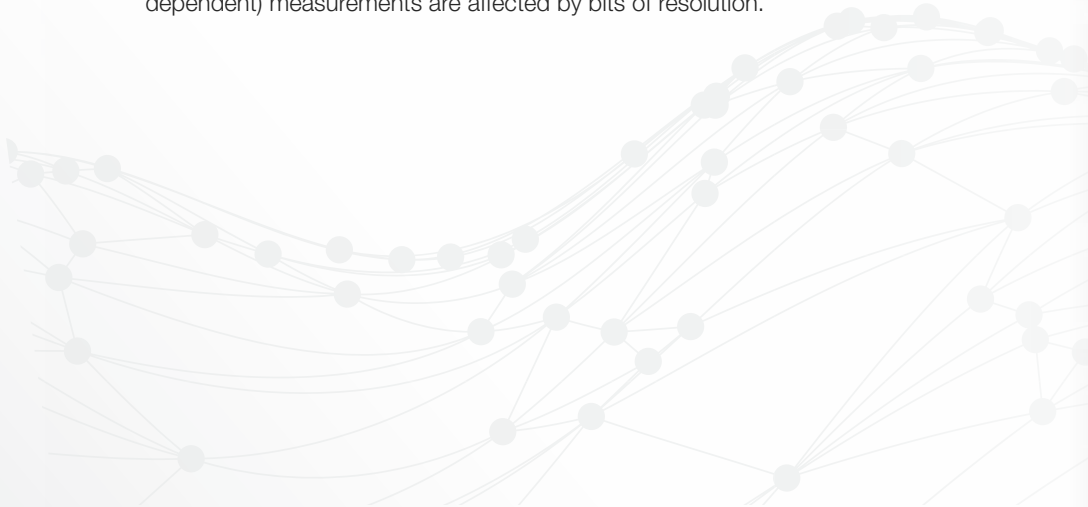 dependent) measurements are affected by bits of resolution.